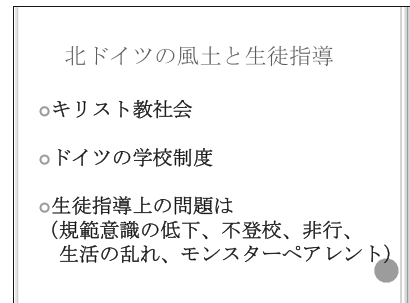 北ドイツの風土と生徒指導
キリスト教社会
ドイツの学校制度
生徒指導上の問題は
（規範意識の低下、不登校、非行、
生活の乱れ、モンスターペアレント）